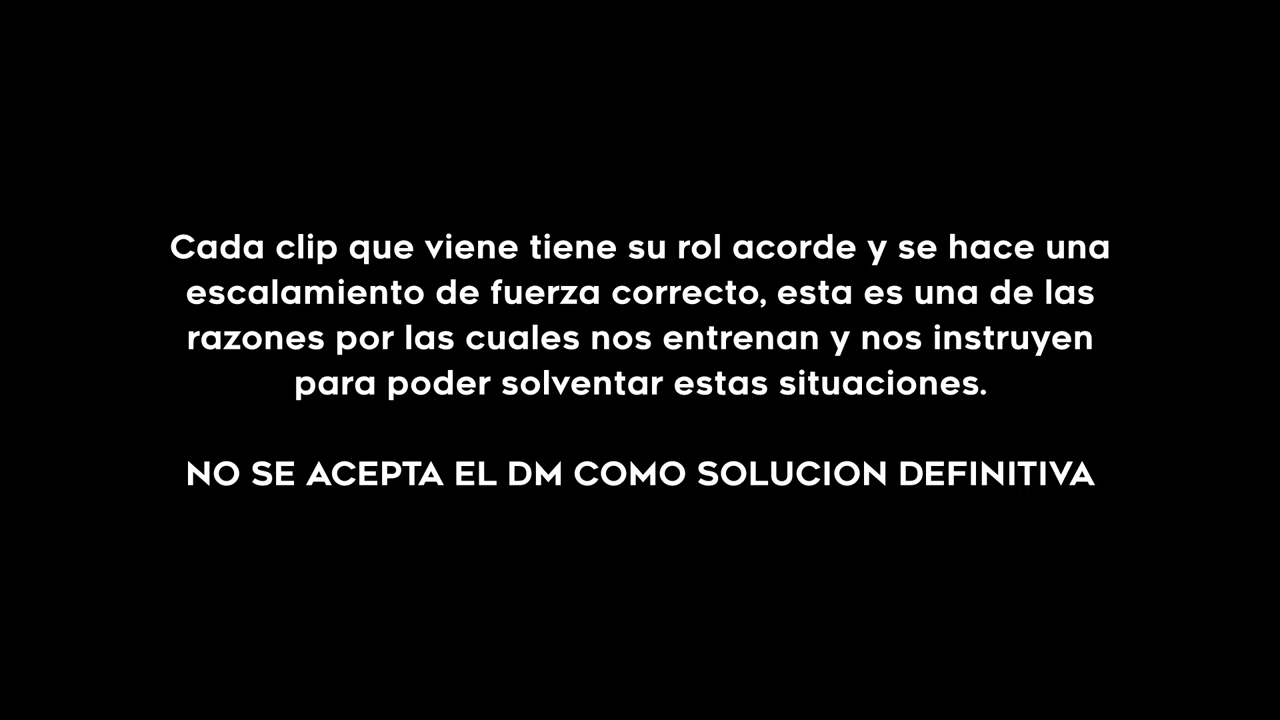 Cada clip que viene tiene su rol acorde y se hace una
escalamiento de fuerza correcto, esta es una de las
razones por las cuales nos entrenan y nos instruyen
para poder solventar estas situaciones.
NO SE ACEPTA EL DM COMO SOLUCION DEFINITIVA